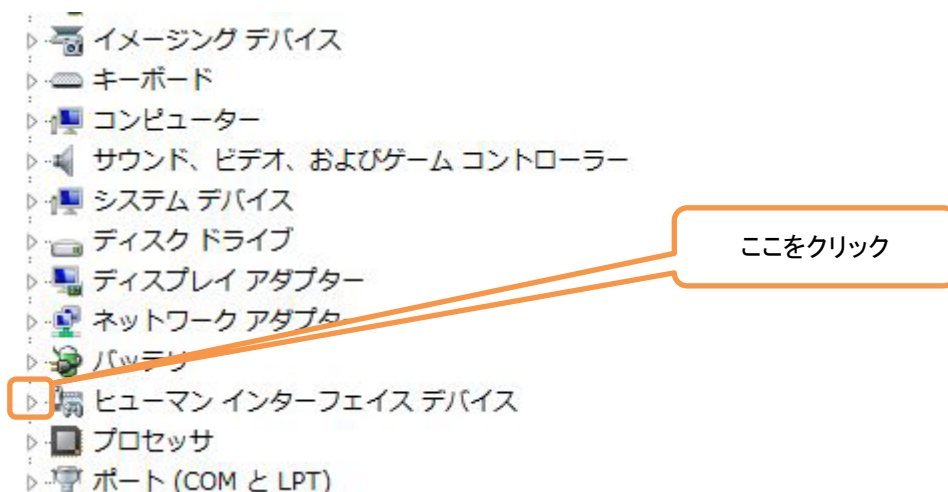 イメージング デバイス
キーボード
コンピューター
サウンド、ビデオ、およびゲーム コントローラー
システム デバイス
ディスク ドライブ
ここをクリック
ディスプレイ アダプター
ネットワーク アダプター
バッテリ
ヒューマン インターフェイス デバイス
プロセッサ
ポート (COM と LPT)